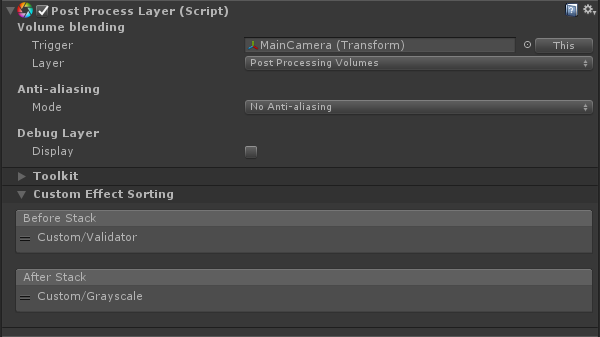 Post Process Layer (Script)
Volume blending
Trigger MainCamera (Transform) This
Layer Post Processing Volumes
Anti-aliasing
Mode No Anti-aliasing
Debug Layer
Display
Toolkit
Custom Effect Sorting
Before Stack
Custom/Validator
After Stack
Custom/Grayscale